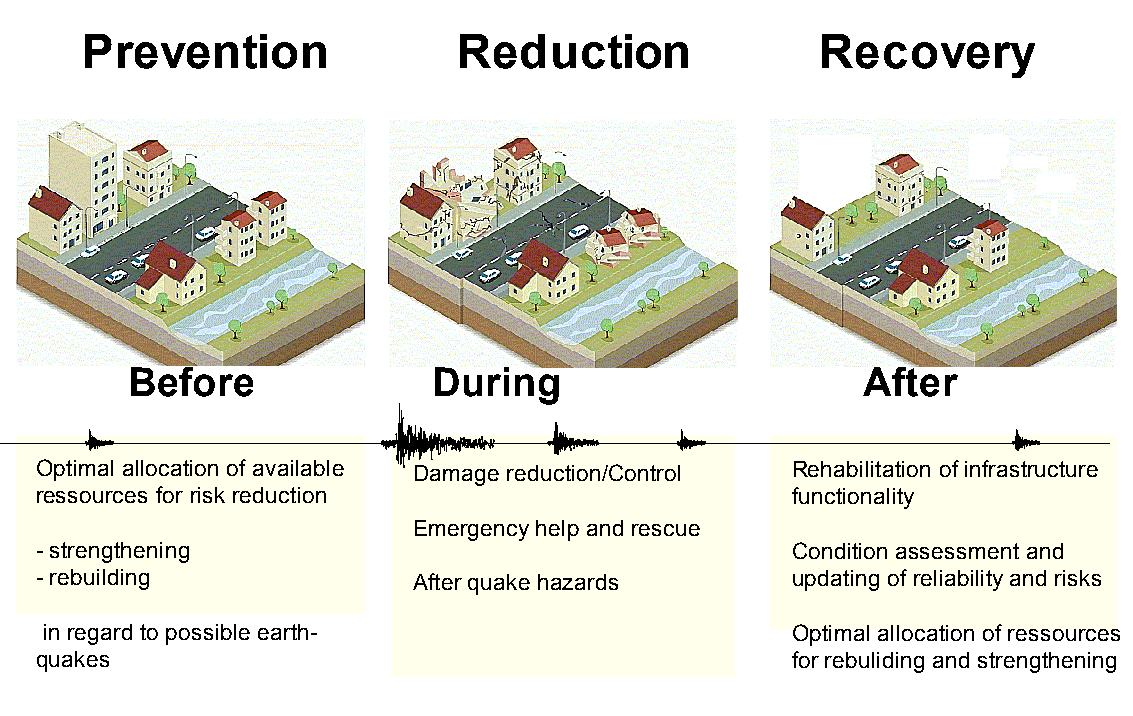 Prevention
Reduction
Recovery
Before
During
After
Optimal allocation of available
ressources for risk reduction
- strengthening
- rebuilding
in regard to possible earth-
quakes
Damage reduction/Control
Emergency help and rescue
After quake hazards
Rehabilitation of infrastructure
functionality
Condition assessment and
updating of reliability and risks
Optimal allocation of ressources
for rebuliding and strengthening